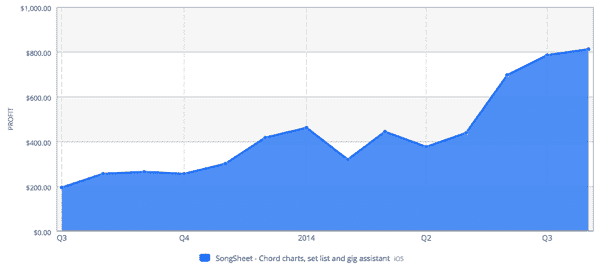 $1,000.00
$800.00
$600.00
$400.00
$200.00
$0.00
PROFIT
Q3 Q4 2014 Q2 Q3
SongSheet - Chord charts, set list and gig assistant iOS